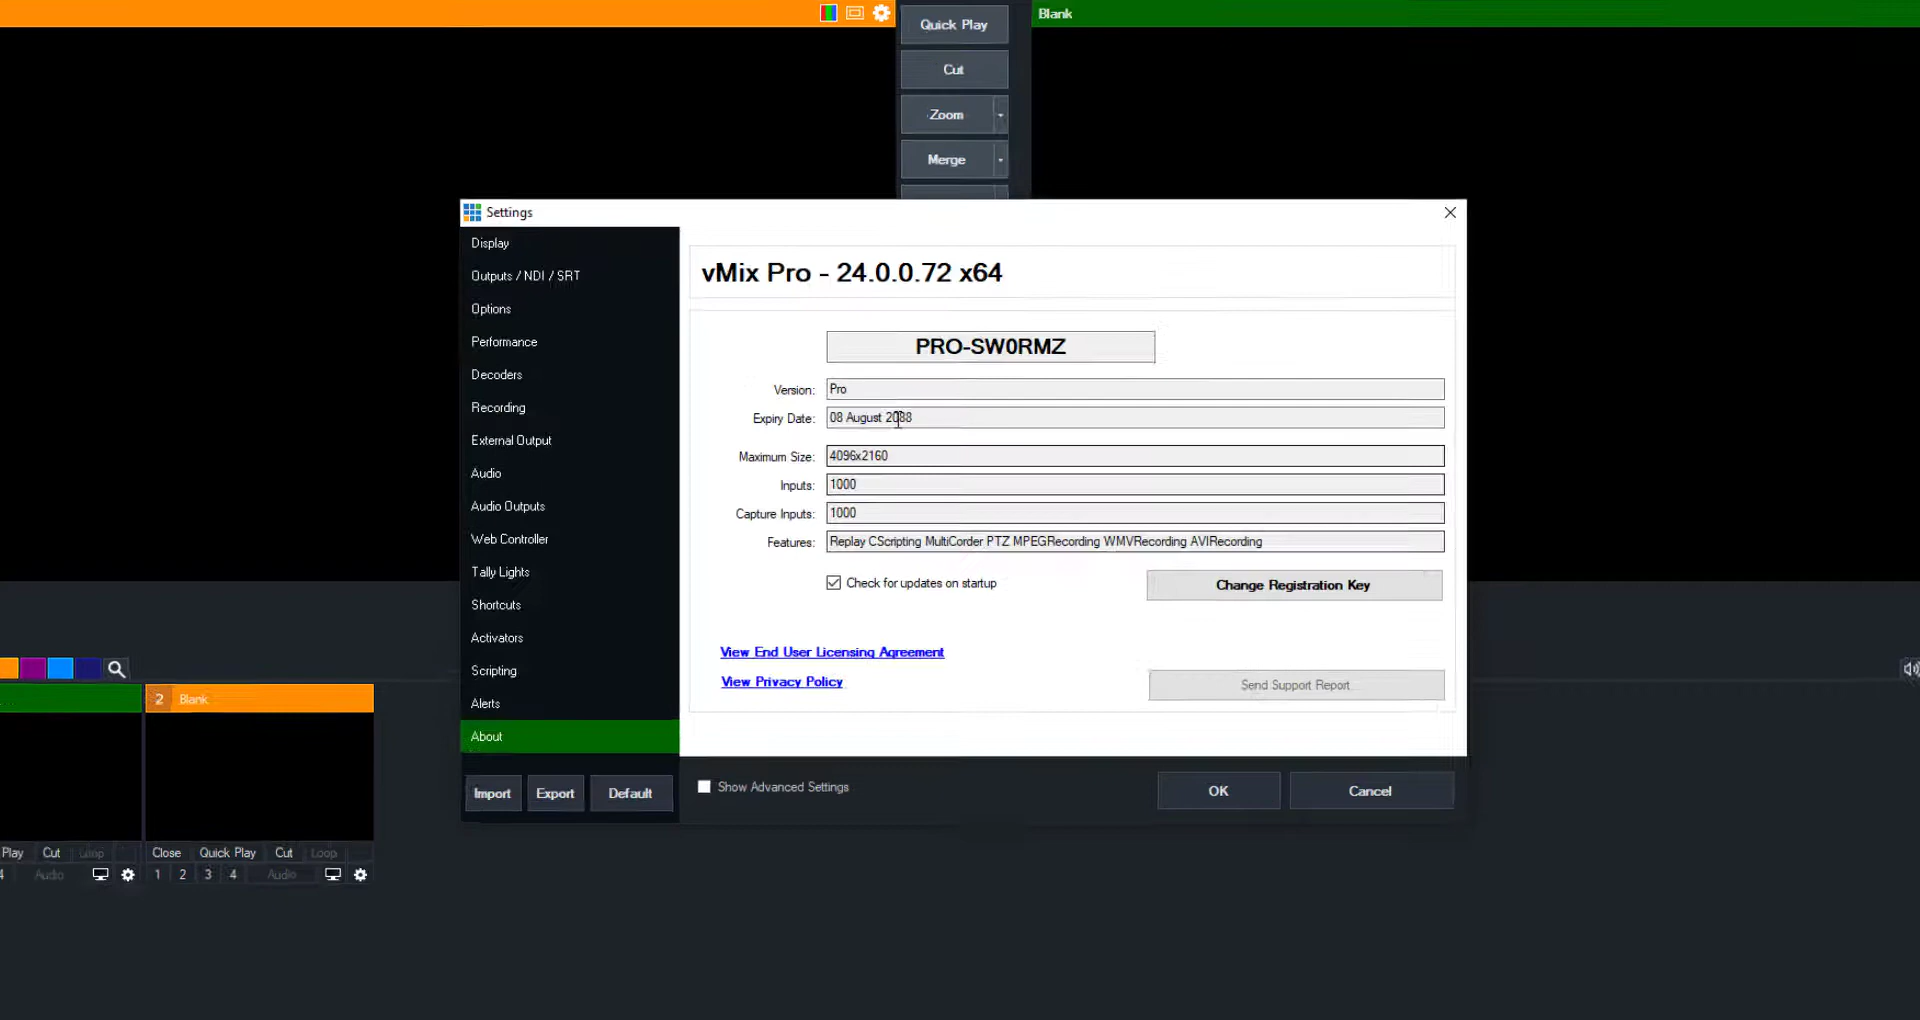 Quick Play
Blank
Cut
Zoom
Merge
Settings
Display
Outputs / NDI / SRT
Options
Performance
Decoders
Recording
External Output
Audio
Audio Outputs
Web Controller
Tally Lights
Shortcuts
Activators
Scripting
Alerts
About
Import Export Default
vMix Pro - 24.0.0.72 x64
PRO-SW0RMZ
Version: Pro
Expiry Date: 08 August 2088
Maximum Size: 4096x2160
Inputs: 1000
Capture Inputs: 1000
Features: Replay CScripting MultiCorder PTZ MPEGRecording WMVRecording AVIRecording
Check for updates on startup
Change Registration Key
View End User Licensing Agreement
View Privacy Policy
Send Support Report
Show Advanced Settings
OK Cancel
2 Blank
Play Cut Loop Close Quick Play Cut Loop
4 Audio 1 2 3 4 Audio